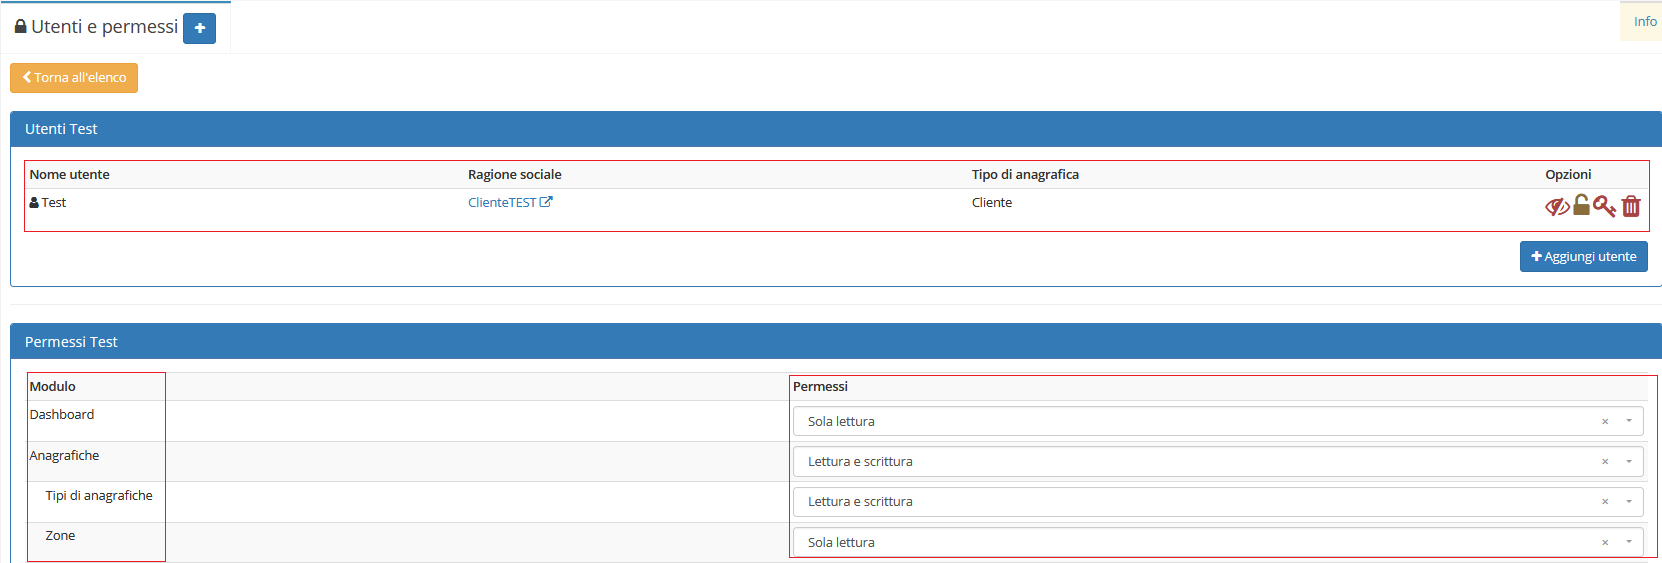 Utenti e permessi
Info
Torna all'elenco
Utenti Test
Nome utente Ragione sociale Tipo di anagrafica Opzioni
Test ClienteTEST Cliente
Aggiungi utente
Permessi Test
Modulo Permessi
Dashboard Sola lettura ×
Anagrafiche Lettura e scrittura ×
Tipi di anagrafiche Lettura e scrittura ×
Zone Sola lettura ×